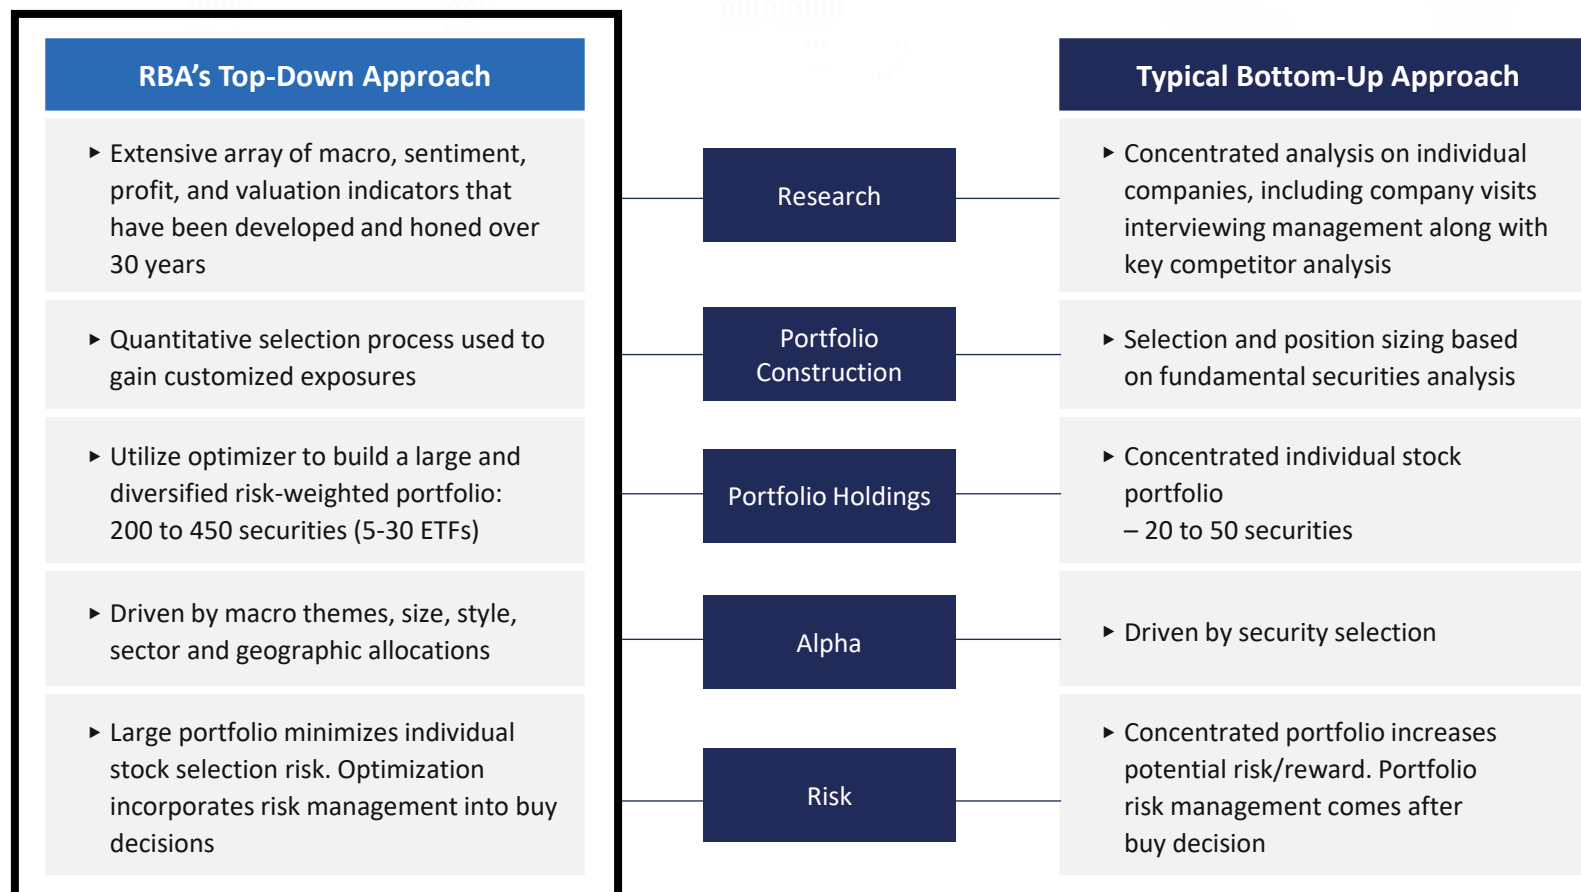 RBA's Top-Down Approach
▸ Extensive array of macro, sentiment,
profit, and valuation indicators that
have been developed and honed over
30 years
▸ Quantitative selection process used to
gain customized exposures
▸ Utilize optimizer to build a large and
diversified risk-weighted portfolio:
200 to 450 securities (5-30 ETFs)
▸ Driven by macro themes, size, style,
sector and geographic allocations
▸ Large portfolio minimizes individual
stock selection risk. Optimization
incorporates risk management into buy
decisions
Research
Portfolio
Construction
Portfolio Holdings
Alpha
Risk
Typical Bottom-Up Approach
▸ Concentrated analysis on individual
companies, including company visits
interviewing management along with
key competitor analysis
▸ Selection and position sizing based
on fundamental securities analysis
▸ Concentrated individual stock
portfolio
– 20 to 50 securities
▸ Driven by security selection
▸ Concentrated portfolio increases
potential risk/reward. Portfolio
risk management comes after
buy decision